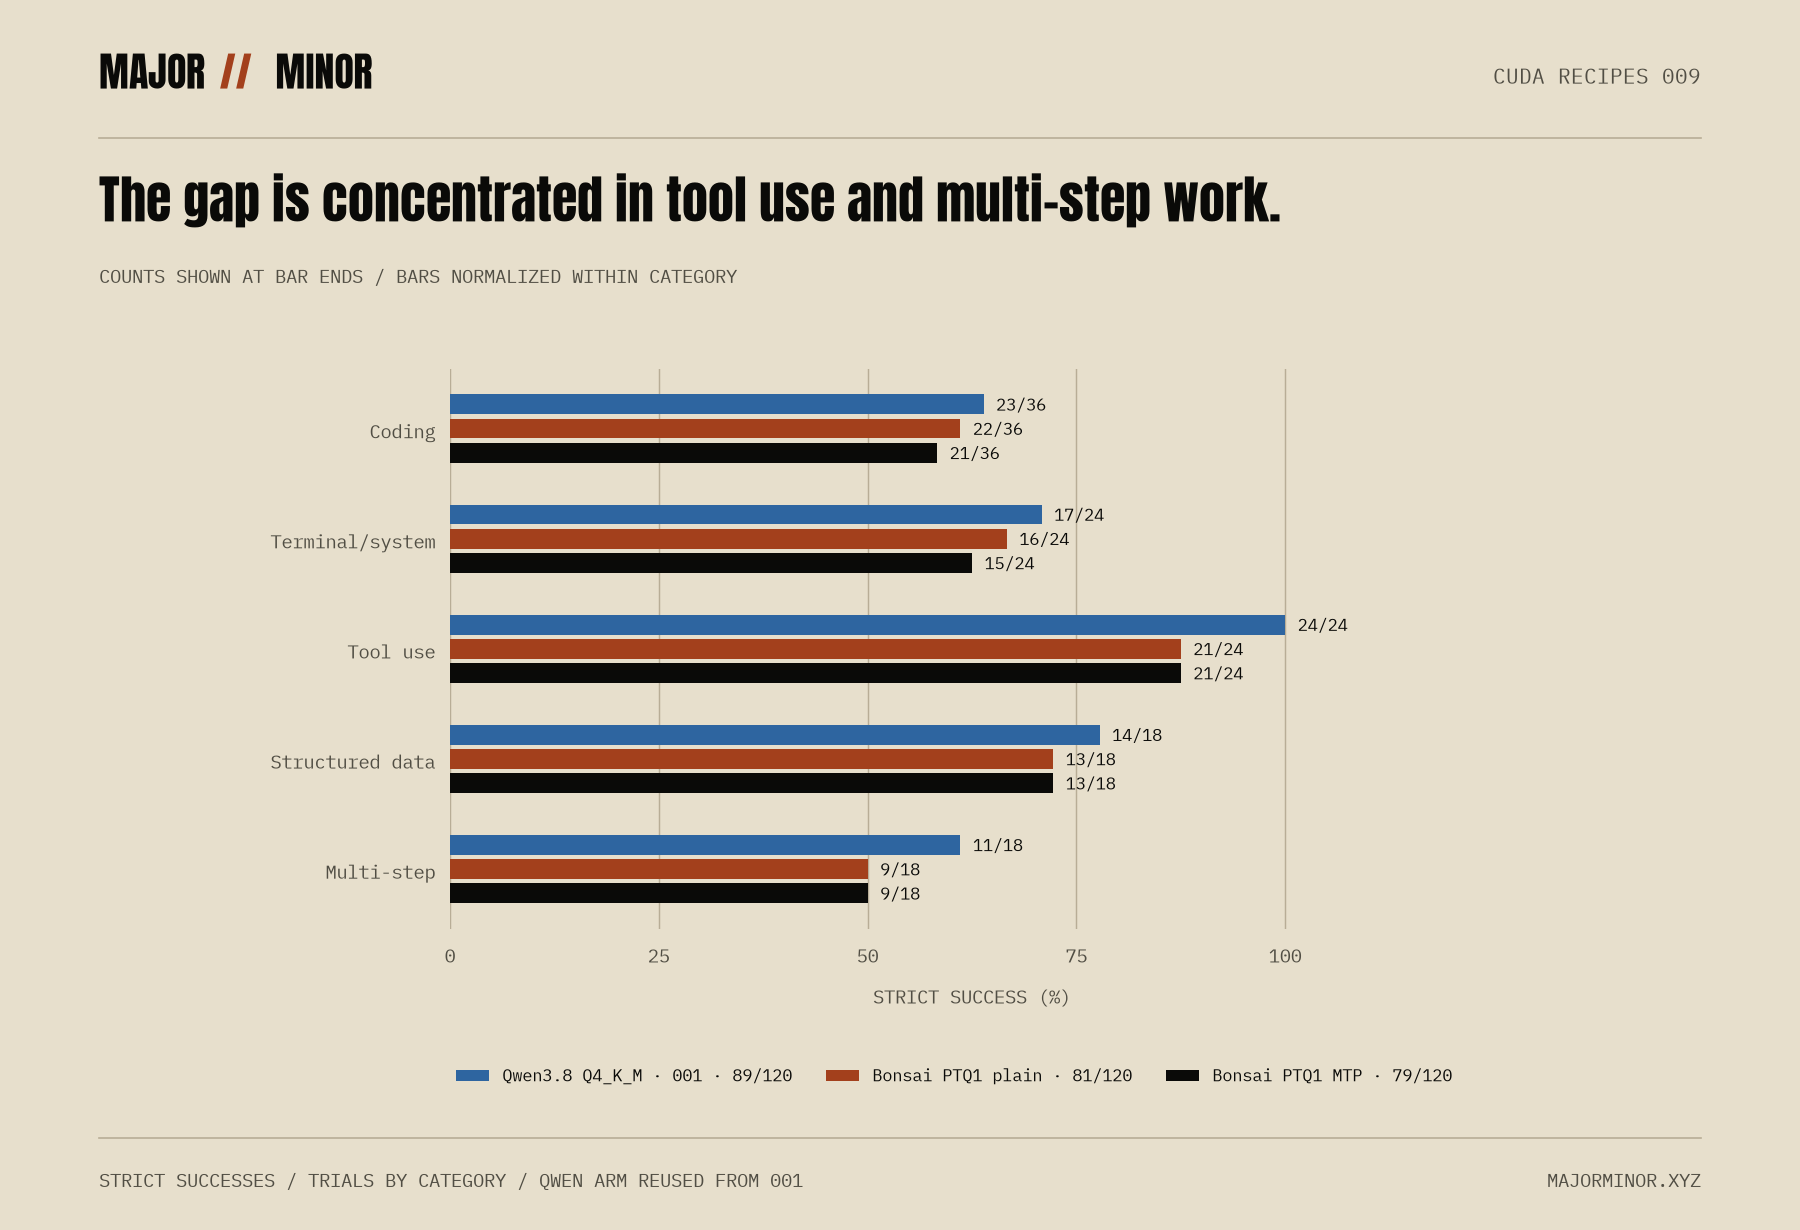 MAJOR // MINOR
CUDA RECIPES 009
The gap is concentrated in tool use and multi-step work.
COUNTS SHOWN AT BAR ENDS / BARS NORMALIZED WITHIN CATEGORY
23/36
Coding
22/36
21/36
17/24
Terminal/system
16/24
15/24
24/24
Tool use
21/24
21/24
14/18
Structured data
13/18
13/18
11/18
Multi-step
9/18
9/18
0 25 50 75 100
STRICT SUCCESS (%)
Qwen3.8 Q4_K_M · 001 · 89/120
Bonsai PTQ1 plain · 81/120
Bonsai PTQ1 MTP · 79/120
STRICT SUCCESSES / TRIALS BY CATEGORY / QWEN ARM REUSED FROM 001
MAJORMINOR.XYZ